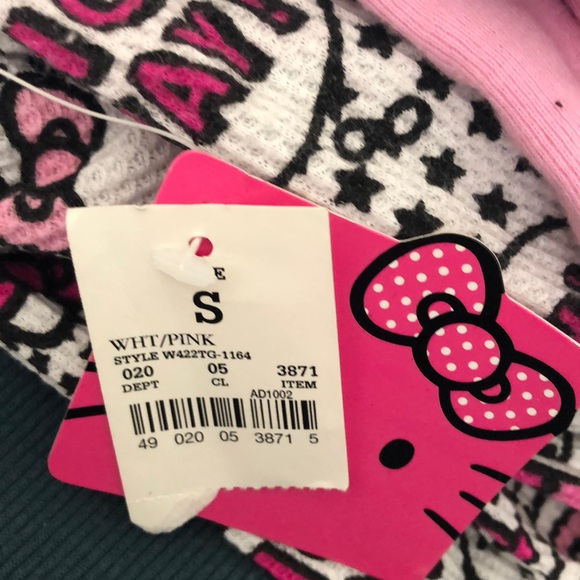 E
S
WHT/PINK
STYLE W422TG-1164
020 05 3871
DEPT CL ITEM
AD1002
49 020 05 3871 5